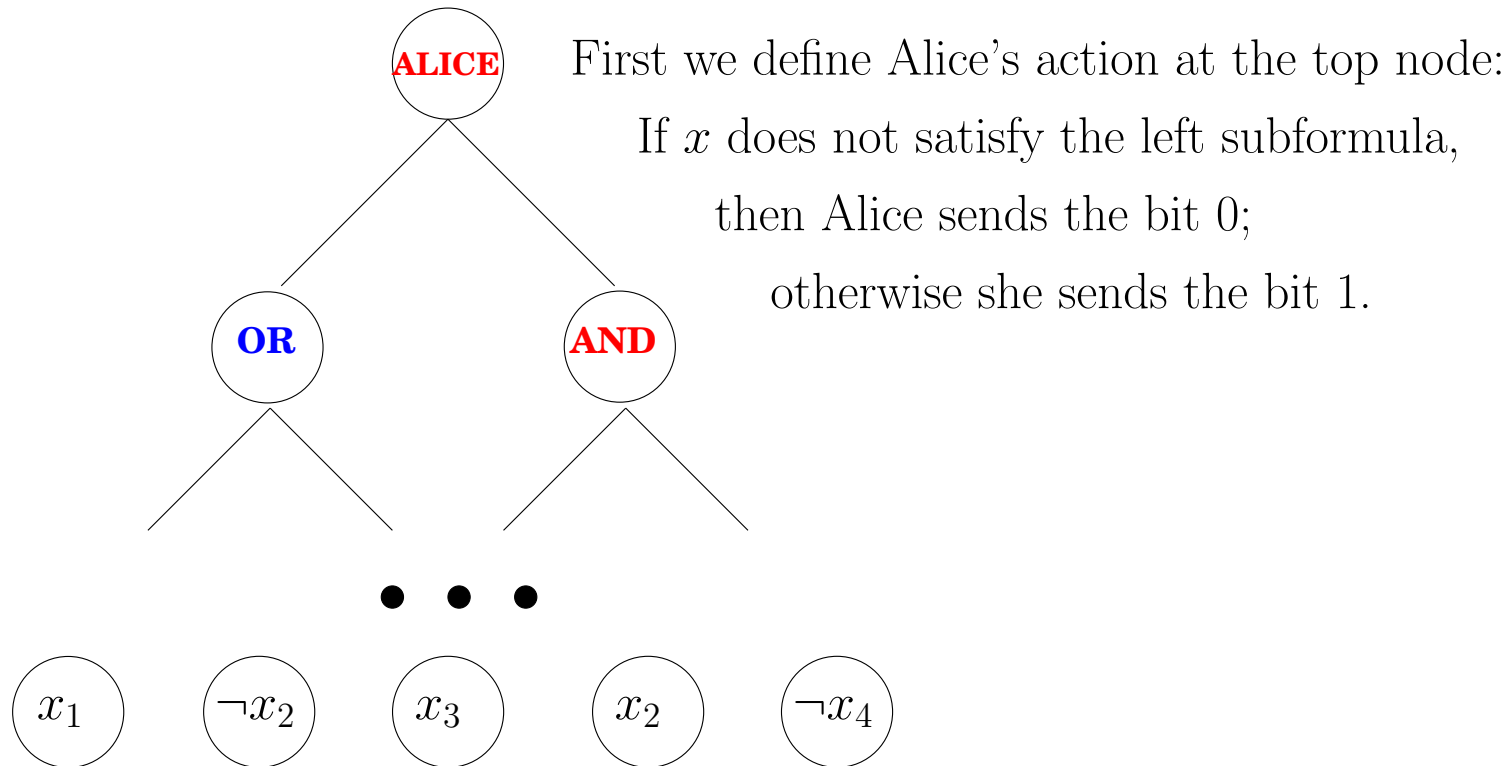 ALICE
First we define Alice's action at the top node:
If x does not satisfy the left subformula,
then Alice sends the bit 0;
otherwise she sends the bit 1.
OR
AND
x₁
¬x₂
x₃
x₂
¬x₄